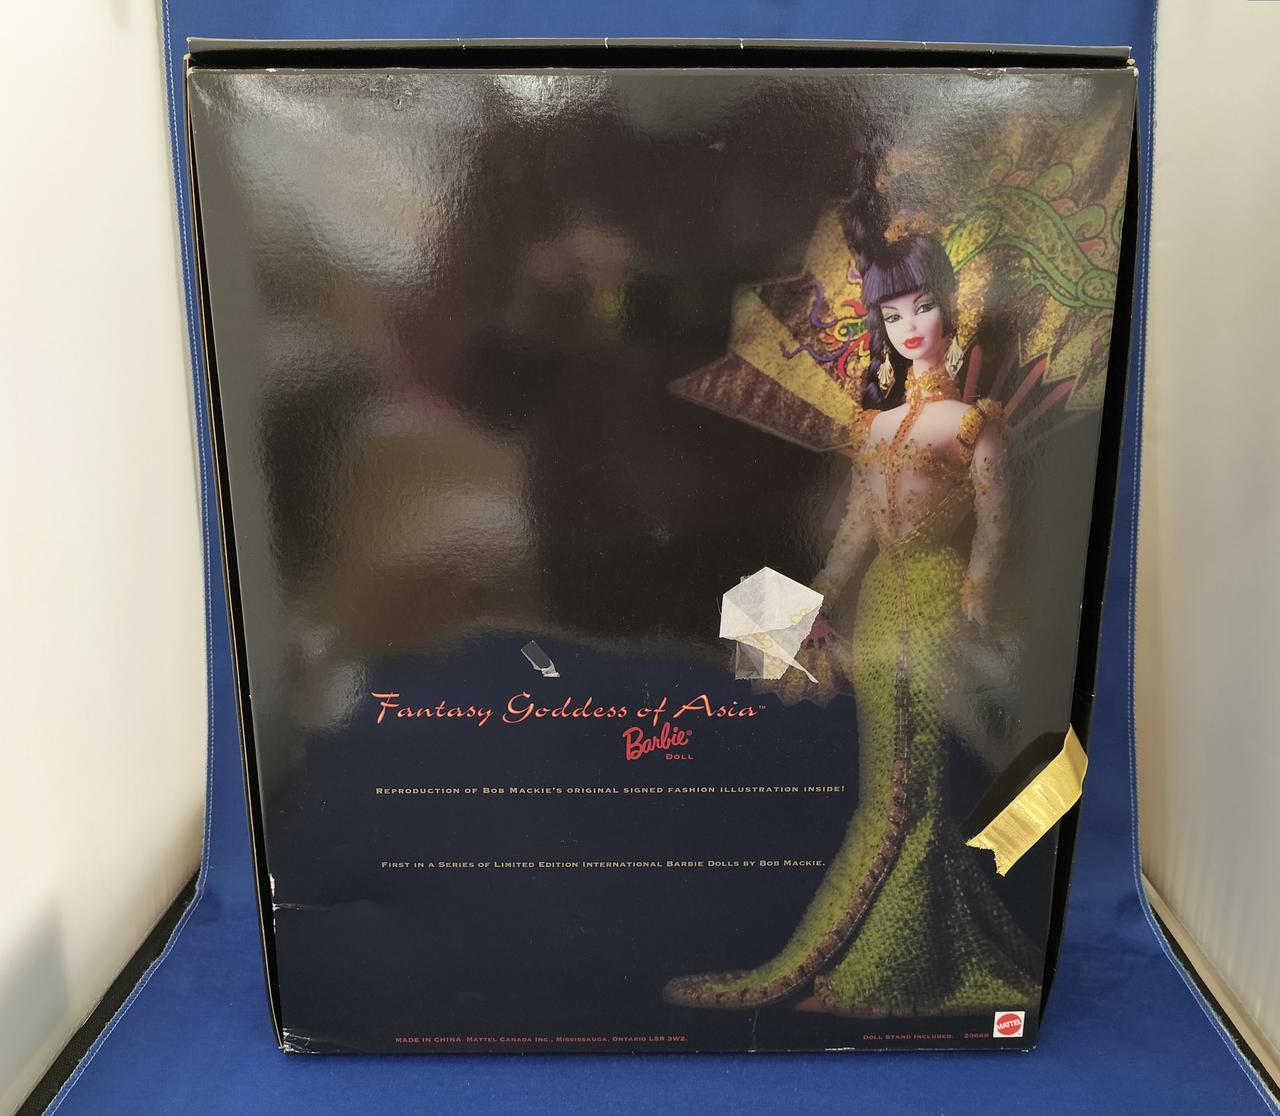 Fantasy Goddess of Asia™
Barbie®
DOLL
REPRODUCTION OF BOB MACKIE'S ORIGINAL SIGNED FASHION ILLUSTRATION INSIDE!
FIRST IN A SERIES OF LIMITED EDITION INTERNATIONAL BARBIE DOLLS BY BOB MACKIE.
MADE IN CHINA. MATTEL CANADA INC., MISSISSAUGA, ONTARIO L5R 3W2.
DOLL STAND INCLUDED. 20648
MATTEL